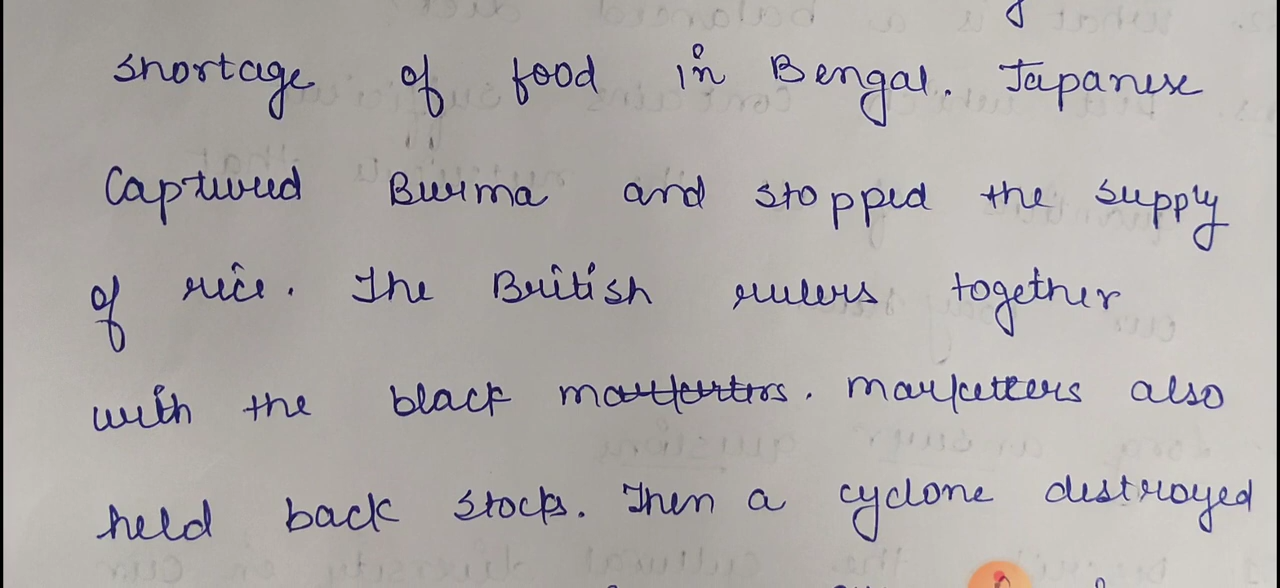 shortage of food in Bengal. Japanese
Captured Burma and stopped the supply
of rice. The British rulers together
with the black marketers. marketters also
held back stocks. Then a cyclone destroyed